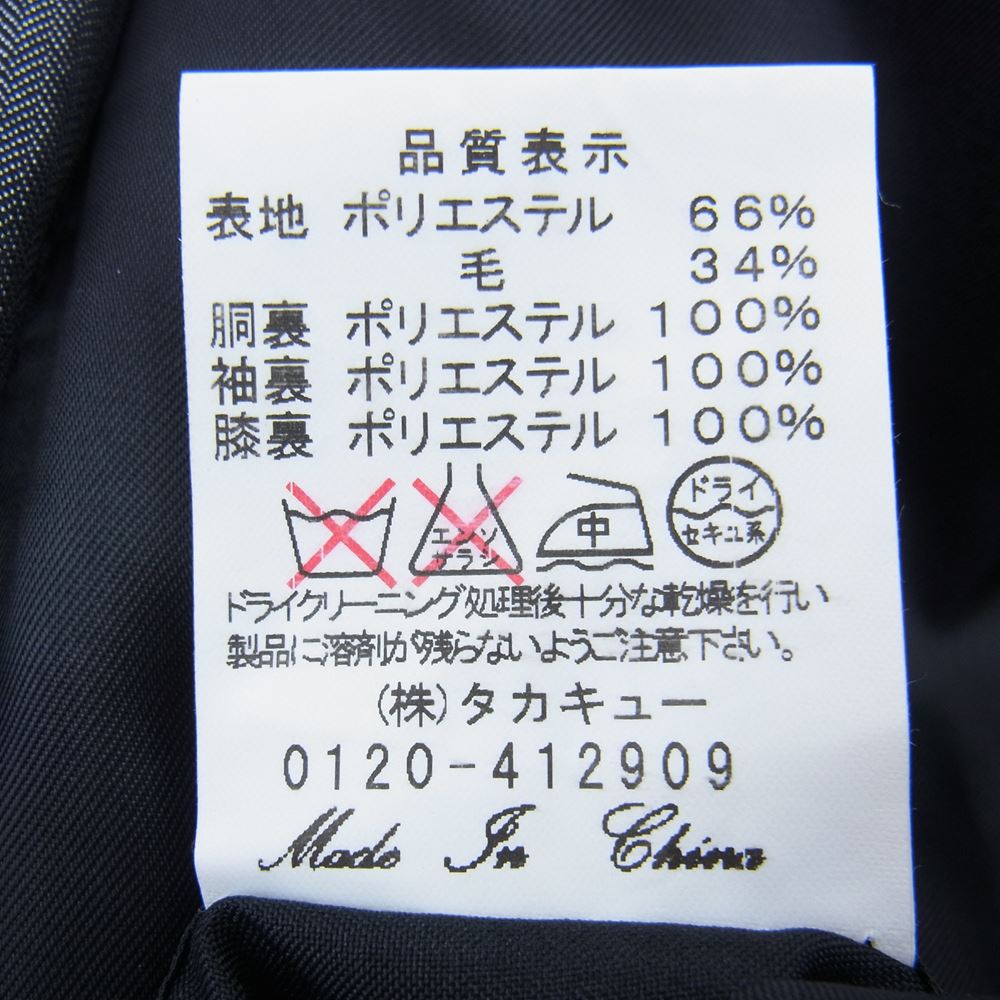 品質表示
表地 ポリエステル 66%
毛 34%
胴裏 ポリエステル 100%
袖裏 ポリエステル 100%
膝裏 ポリエステル 100%
エンソ
サラシ
中
ドライ
セキユ系
ドライクリーニング処理後十分な乾燥を行い
製品に溶剤が残らないようご注意下さい。
(株)タカキュー
0120-412909
Made In China